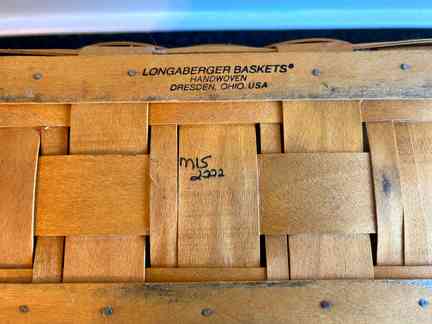 LONGABERGER BASKETS®
HANDWOVEN
DRESDEN, OHIO, USA
MLS
2002